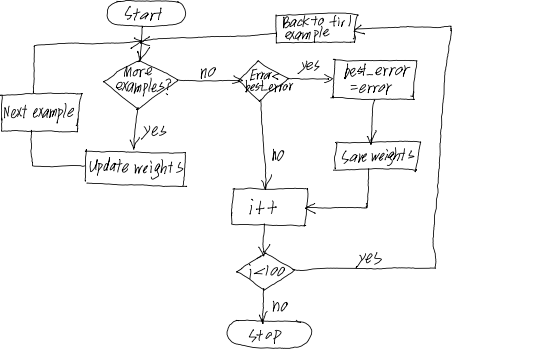 Start
Back to tirl
example
More
examples?
no
Error<
best_error
yes
best_error
=error
Next example
yes
Update weights
no
Save weights
i++
i<100
yes
no
Stop